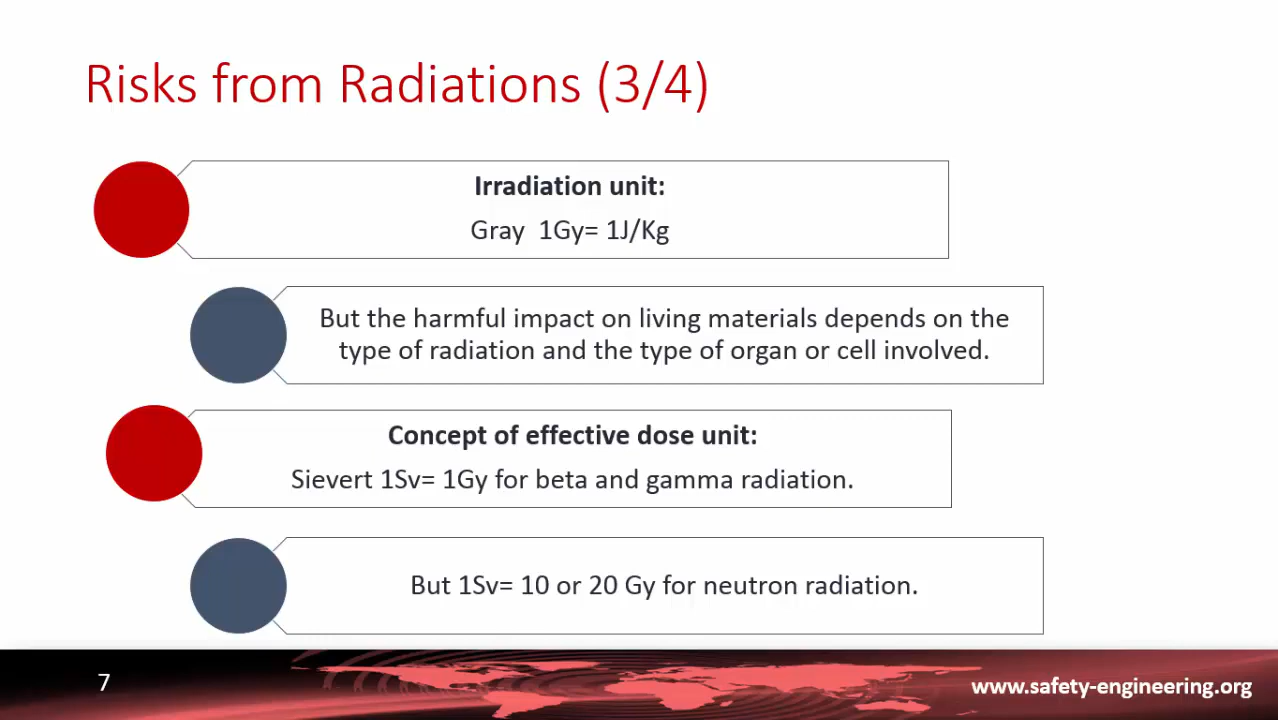 Risks from Radiations (3/4)
Irradiation unit:
Gray  1Gy= 1J/Kg
But the harmful impact on living materials depends on the
type of radiation and the type of organ or cell involved.
Concept of effective dose unit:
Sievert 1Sv= 1Gy for beta and gamma radiation.
But 1Sv= 10 or 20 Gy for neutron radiation.
7
www.safety-engineering.org